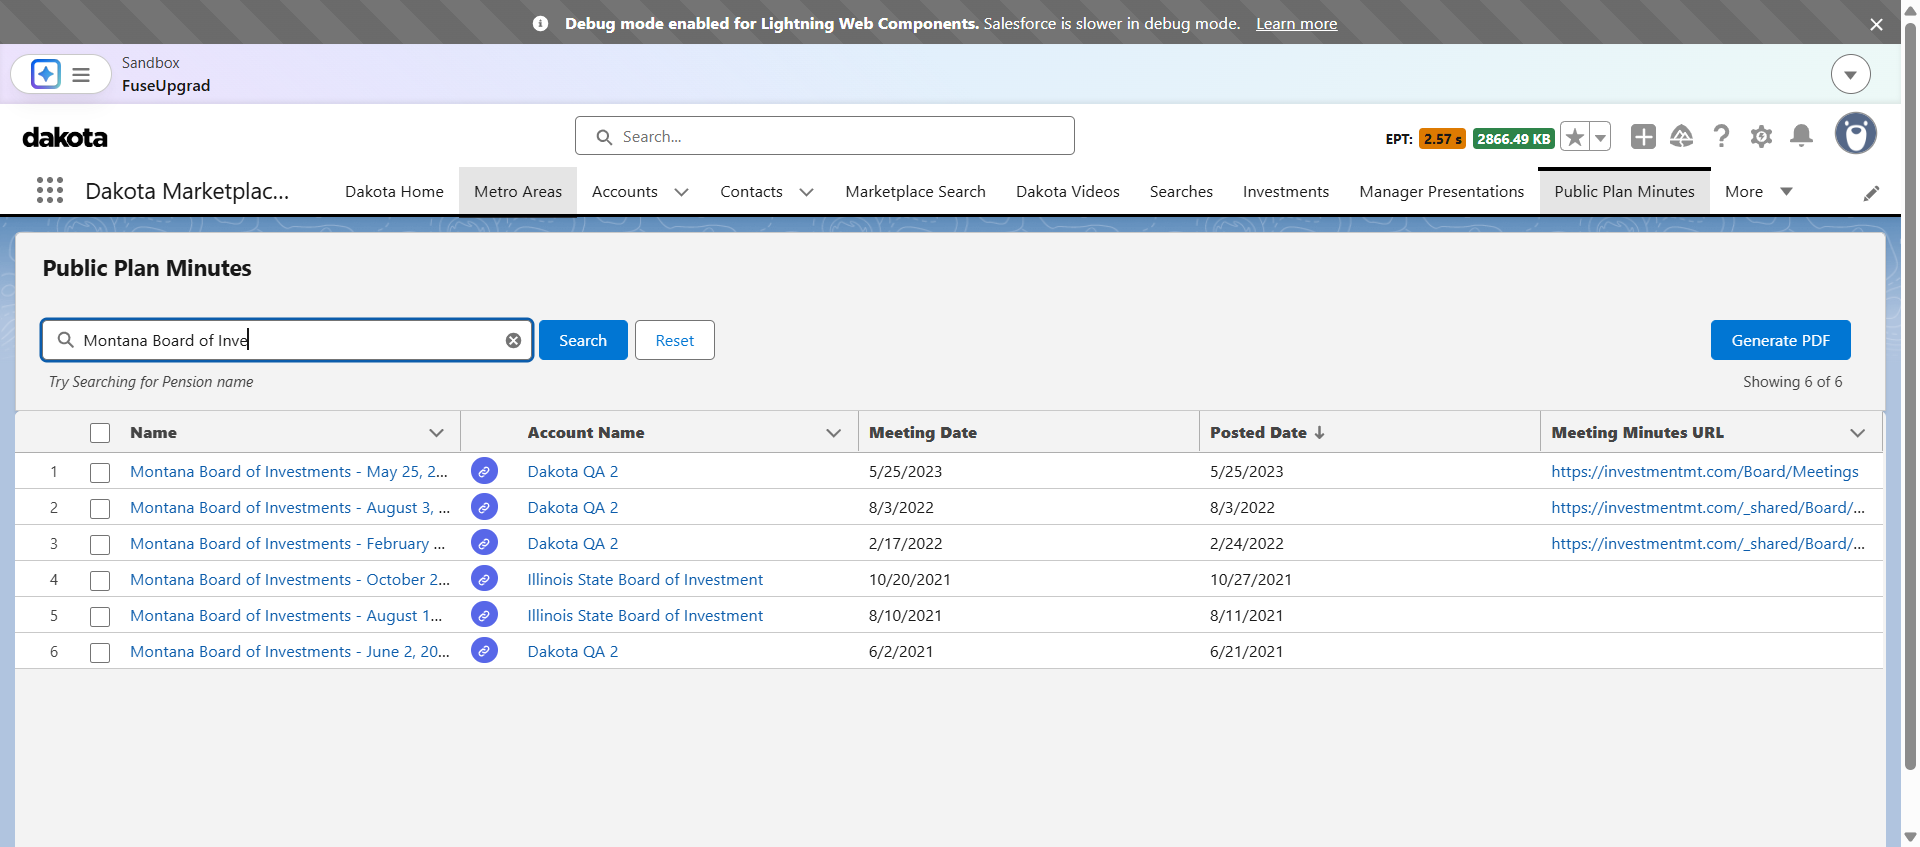 Debug mode enabled for Lightning Web Components. Salesforce is slower in debug mode. Learn more
Sandbox
FuseUpgrad
dakota
Search...
EPT: 2.57 s 2866.49 KB
Dakota Marketplac...
Dakota Home
Metro Areas
Accounts
Contacts
Marketplace Search
Dakota Videos
Searches
Investments
Manager Presentations
Public Plan Minutes
More
Public Plan Minutes
Montana Board of Inve
Search
Reset
Generate PDF
Try Searching for Pension name
Showing 6 of 6
Name Account Name Meeting Date Posted Date Meeting Minutes URL
1 Montana Board of Investments - May 25, 2... Dakota QA 2 5/25/2023 5/25/2023 https://investmentmt.com/Board/Meetings
2 Montana Board of Investments - August 3, ... Dakota QA 2 8/3/2022 8/3/2022 https://investmentmt.com/_shared/Board/...
3 Montana Board of Investments - February ... Dakota QA 2 2/17/2022 2/24/2022 https://investmentmt.com/_shared/Board/...
4 Montana Board of Investments - October 2... Illinois State Board of Investment 10/20/2021 10/27/2021
5 Montana Board of Investments - August 1... Illinois State Board of Investment 8/10/2021 8/11/2021
6 Montana Board of Investments - June 2, 20... Dakota QA 2 6/2/2021 6/21/2021